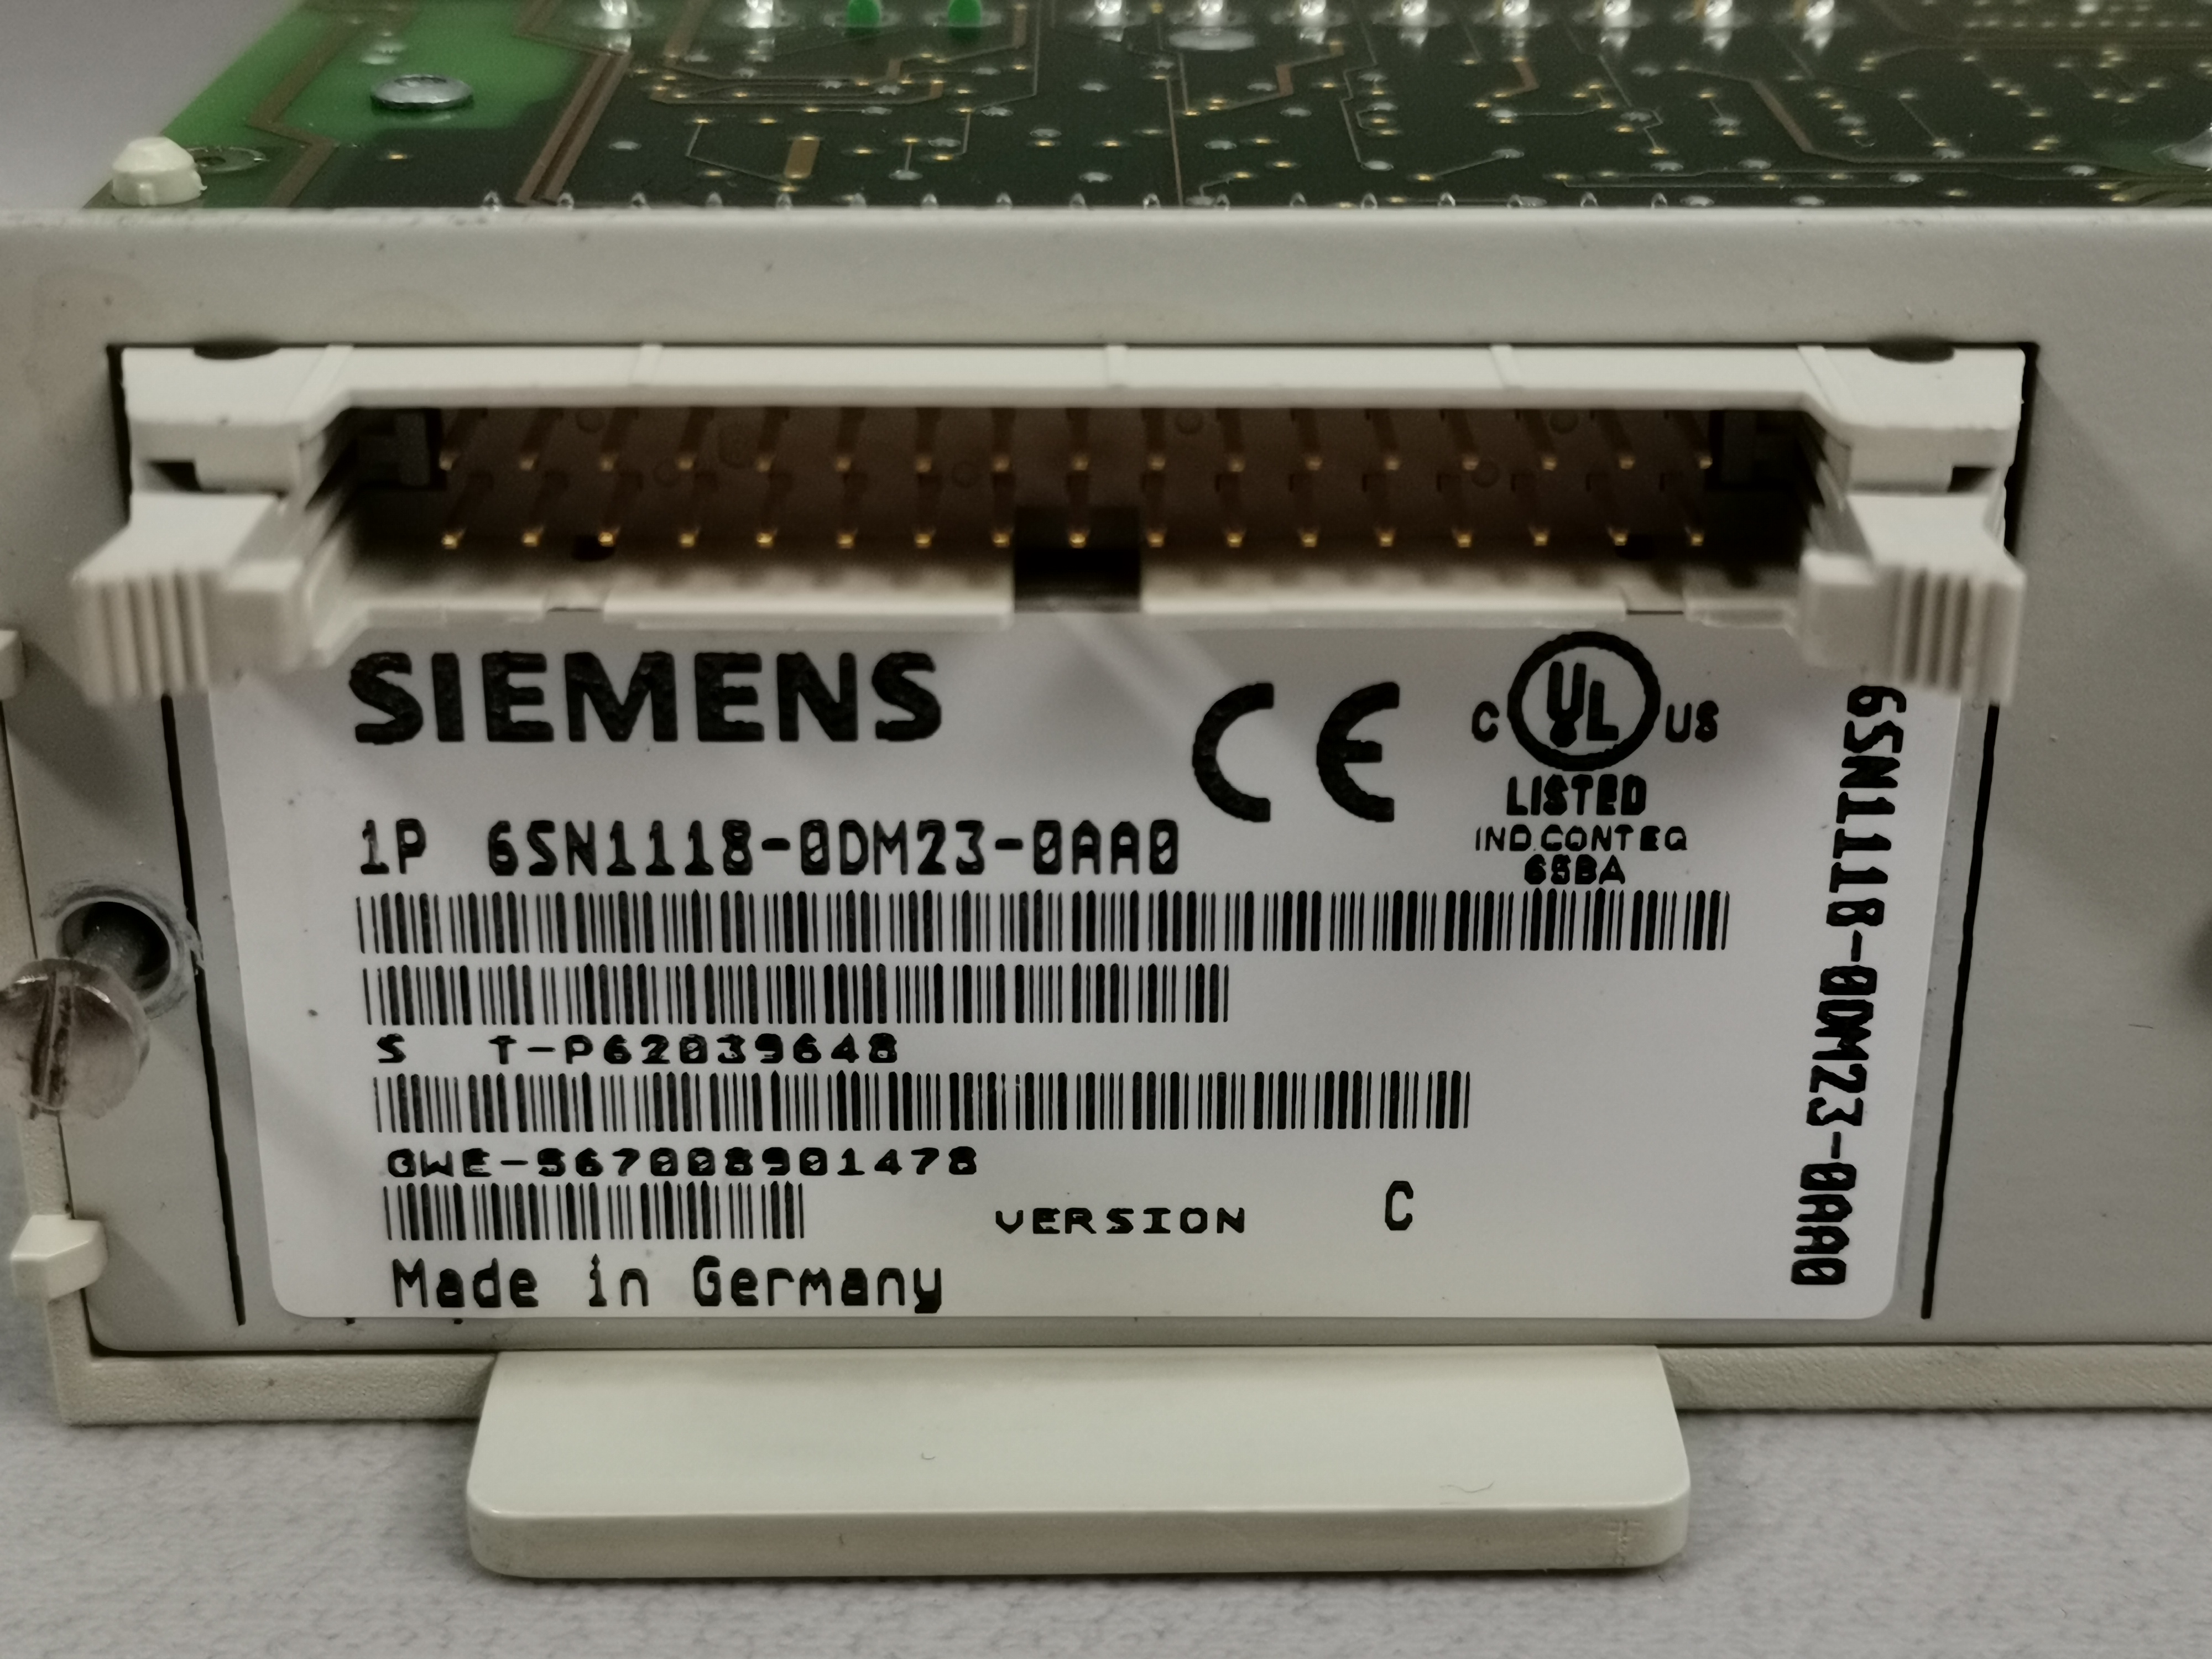 SIEMENS
CE
C UL US
LISTED
IND.CONT.EQ
65BA
1P 6SN1118-0DM23-0AA0
S T-P62039648
GWE-S670008901478
VERSION C
Made in Germany
6SN1118-0DM23-0AA0